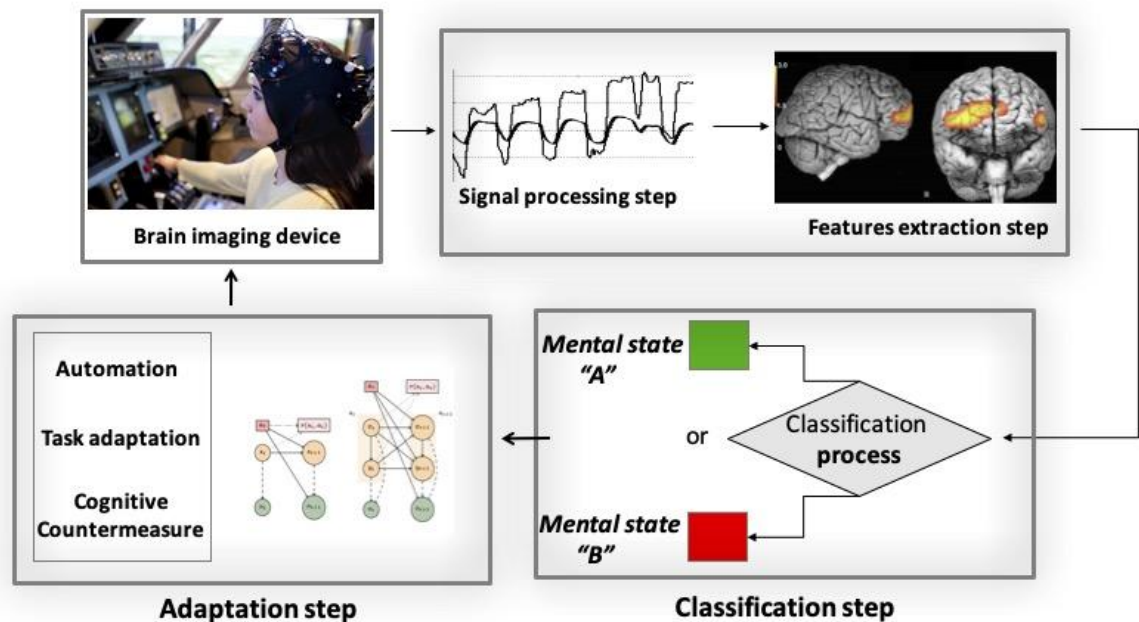 Brain imaging device
Signal processing step
Features extraction step
Mental state
“A”
or
Classification
process
Mental state
“B”
Classification step
Automation
Task adaptation
Cognitive
Countermeasure
Adaptation step